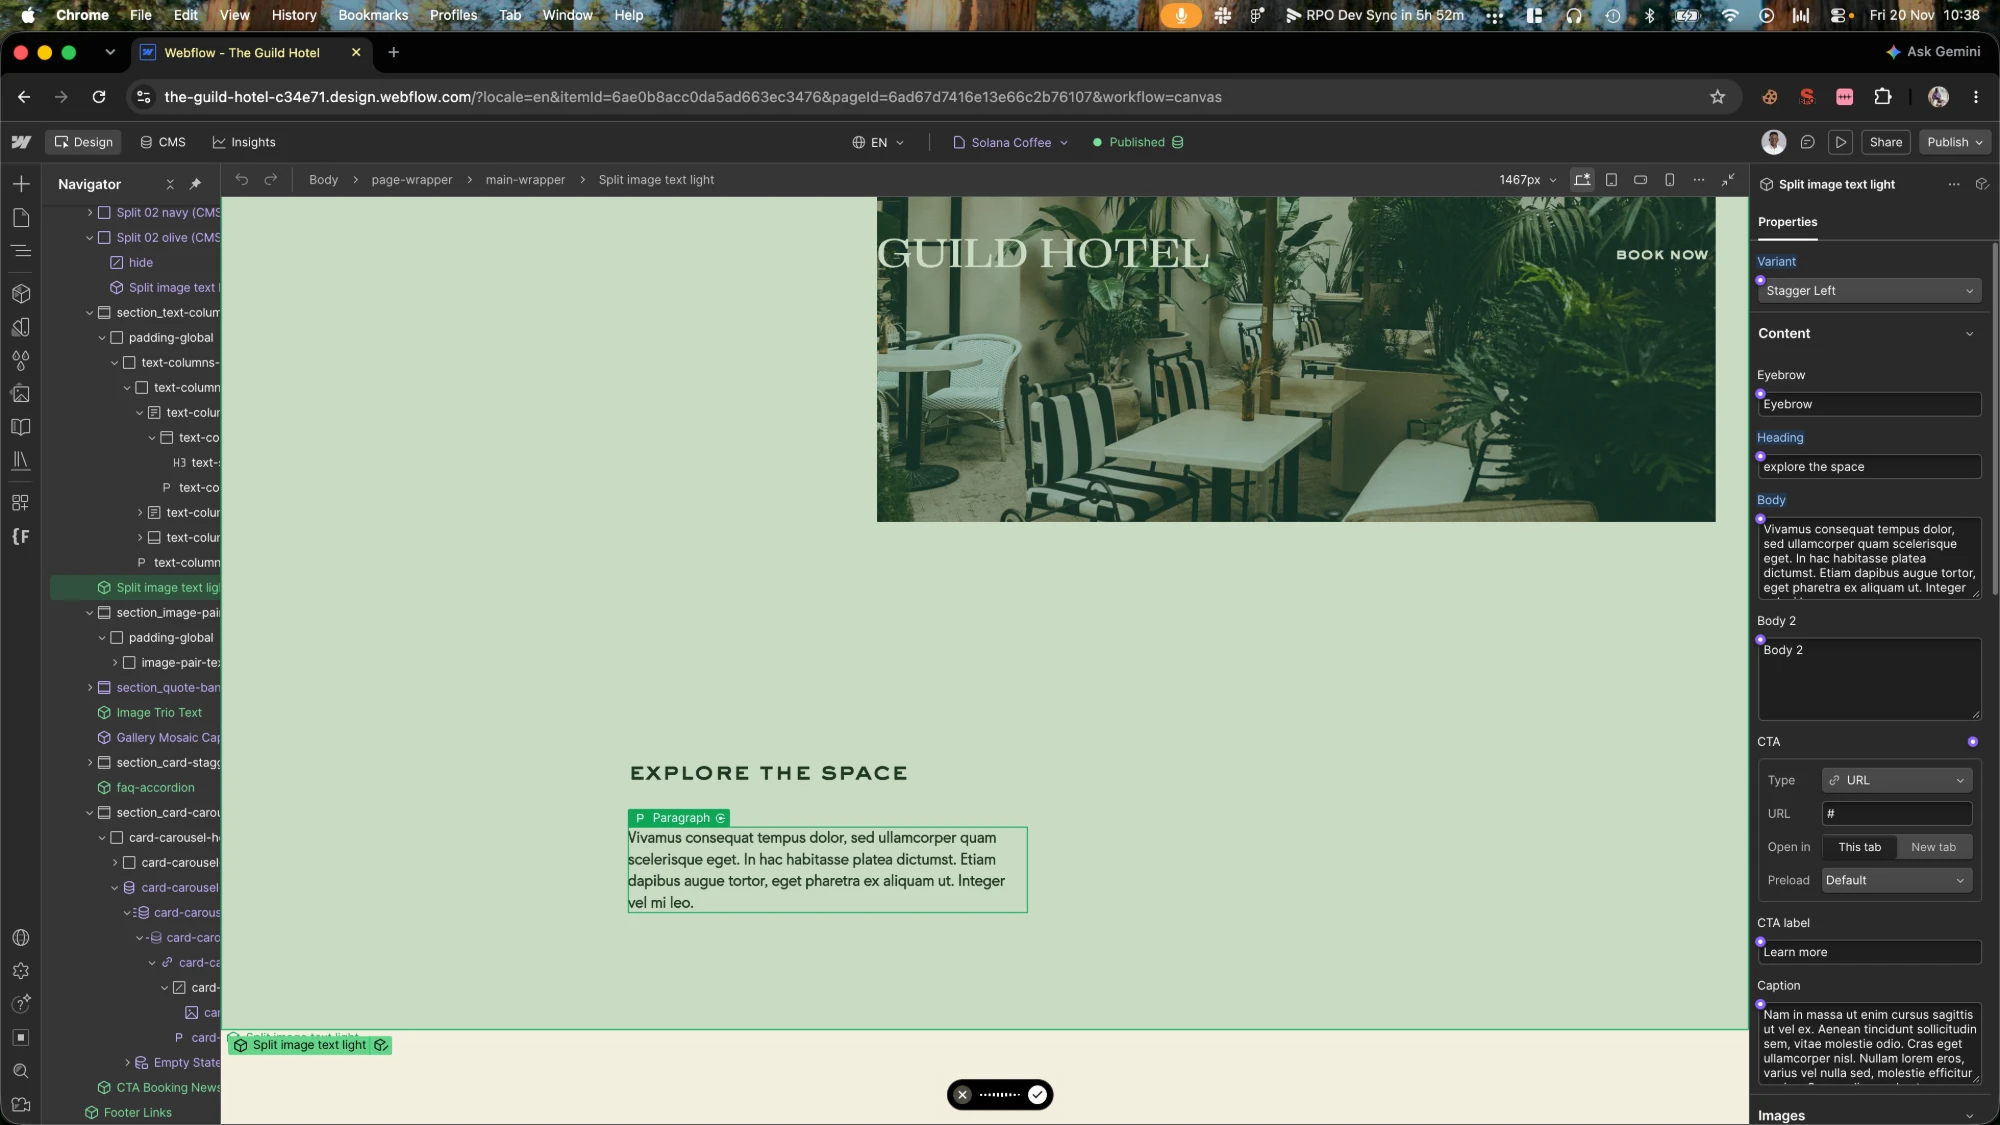 Chrome File Edit View History Bookmarks Profiles Tab Window Help
RPO Dev Sync in 5h 52m
Fri 20 Nov 10:38
Webflow - The Guild Hotel
Ask Gemini
the-guild-hotel-c34e71.design.webflow.com/?locale=en&itemId=6ae0b8acc0da5ad663ec3476&pageId=6ad67d7416e13e66c2b76107&workflow=canvas
Design
CMS
Insights
EN
Solana Coffee
Published
Share
Publish
Navigator
Body > page-wrapper > main-wrapper > Split image text light
1467px
Split 02 navy (CMS
Split 02 olive (CMS
hide
Split image text l
section_text-colum
padding-global
text-columns-
text-column
text-colur
text-co
H3 text-s
P text-co
text-colur
text-colur
P text-column
Split image text ligh
section_image-pai
padding-global
image-pair-te
section_quote-ban
Image Trio Text
Gallery Mosaic Cap
section_card-stagg
faq-accordion
section_card-carou
card-carousel-h
card-carousel
card-carousel
card-carous
card-caro
card-ca
card-
car
P card-
Empty State
CTA Booking News
Footer Links
GUILD HOTEL
BOOK NOW
EXPLORE THE SPACE
P Paragraph
Vivamus consequat tempus dolor, sed ullamcorper quam
scelerisque eget. In hac habitasse platea dictumst. Etiam
dapibus augue tortor, eget pharetra ex aliquam ut. Integer
vel mi leo.
Split image text light
Split image text light
Properties
Variant
Stagger Left
Content
Eyebrow
Eyebrow
Heading
explore the space
Body
Vivamus consequat tempus dolor,
sed ullamcorper quam scelerisque
eget. In hac habitasse platea
dictumst. Etiam dapibus augue tortor,
eget pharetra ex aliquam ut. Integer
Body 2
Body 2
CTA
Type
URL
URL
#
Open in
This tab
New tab
Preload
Default
CTA label
Learn more
Caption
Nam in massa ut enim cursus sagittis
ut vel ex. Aenean tincidunt sollicitudin
sem, vitae molestie odio. Cras eget
ullamcorper nisl. Nullam lorem eros,
varius vel nulla sed, molestie efficitur
Images